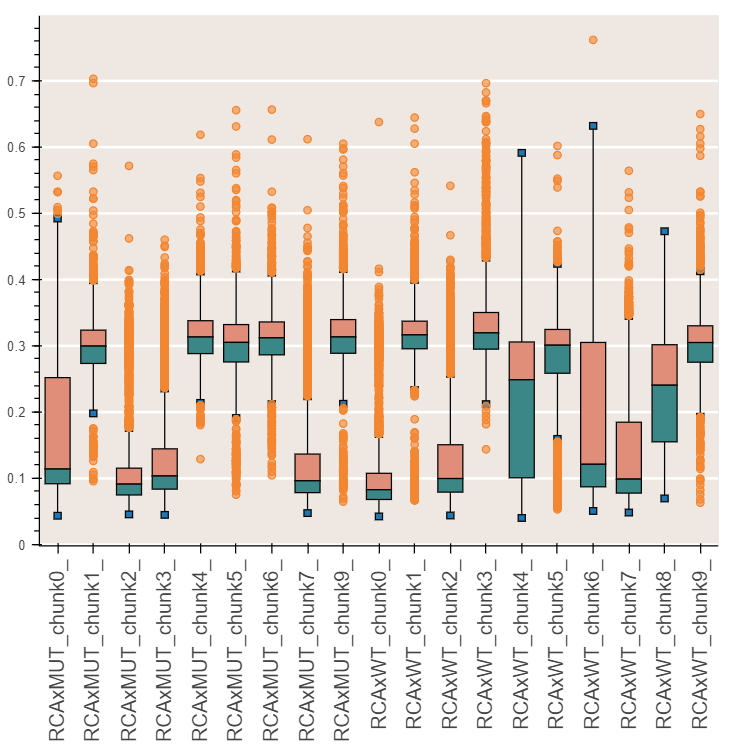 0.7
0.6
0.5
0.4
0.3
0.2
0.1
0
RCAxMUT_chunk0_
RCAxMUT_chunk1_
RCAxMUT_chunk2_
RCAxMUT_chunk3_
RCAxMUT_chunk4_
RCAxMUT_chunk5_
RCAxMUT_chunk6_
RCAxMUT_chunk7_
RCAxMUT_chunk9_
RCAxWT_chunk0_
RCAxWT_chunk1_
RCAxWT_chunk2_
RCAxWT_chunk3_
RCAxWT_chunk4_
RCAxWT_chunk5_
RCAxWT_chunk6_
RCAxWT_chunk7_
RCAxWT_chunk8_
RCAxWT_chunk9_